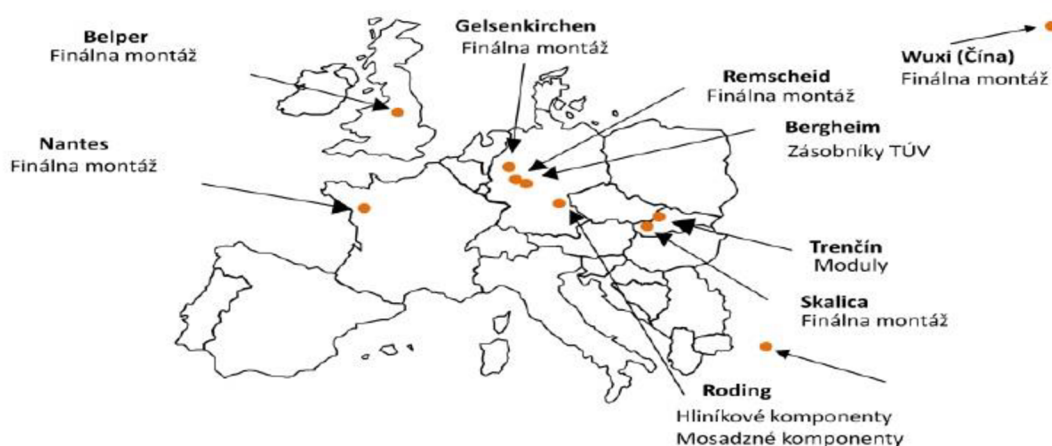 Belper
Finálna montáž
Gelsenkirchen
Finálna montáž
Wuxi (Čína)
Finálna montáž
Remscheid
Finálna montáž
Bergheim
Zásobníky TÚV
Nantes
Finálna montáž
Trenčín
Moduly
Skalica
Finálna montáž
Roding
Hliníkové komponenty
Mosadzné komponenty